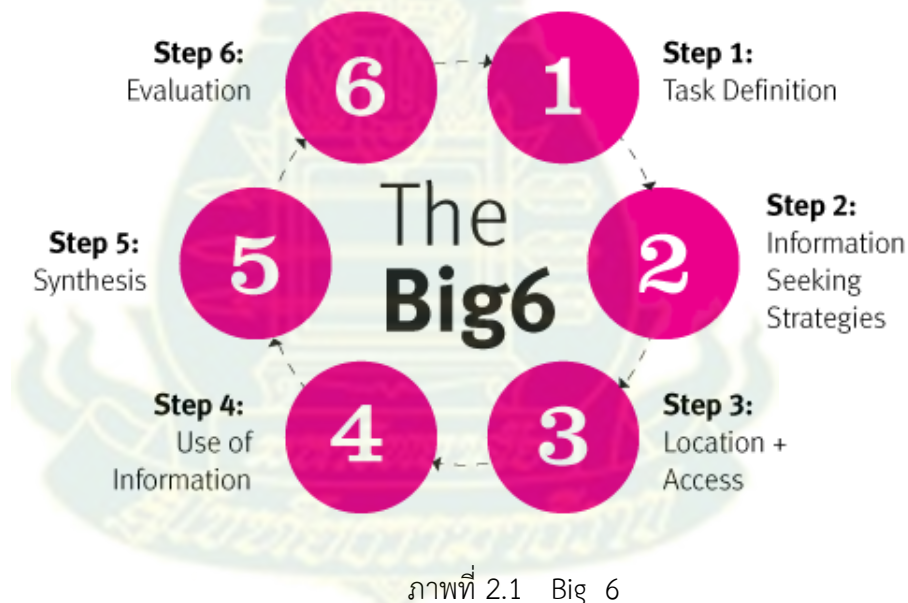 Step 6:
Evaluation
6
1
Step 1:
Task Definition
The
Big6
Step 2:
Information
Seeking
Strategies
2
Step 5:
Synthesis
5
Step 3:
Location +
Access
3
Step 4:
Use of
Information
4
ภาพที่ 2.1 Big 6